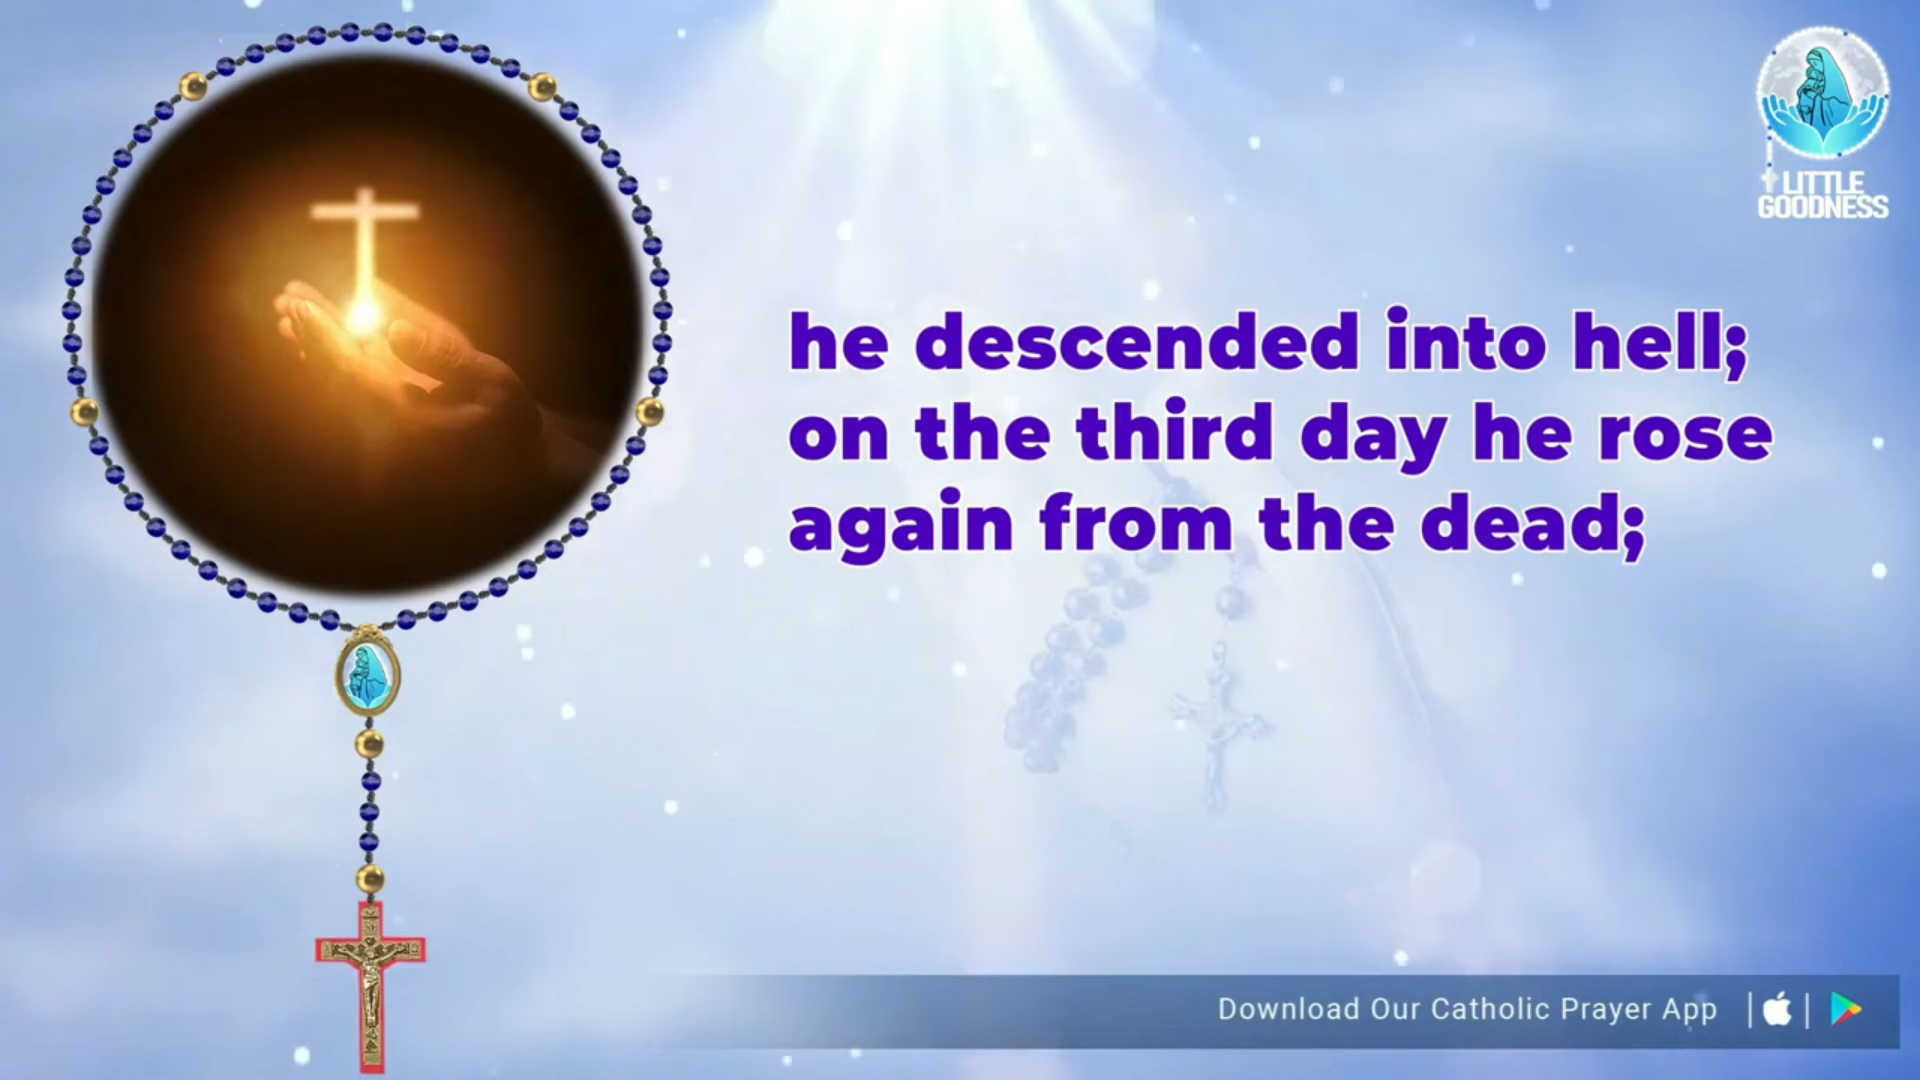 LITTLE
GOODNESS
he descended into hell;
on the third day he rose
again from the dead;
Download Our Catholic Prayer App